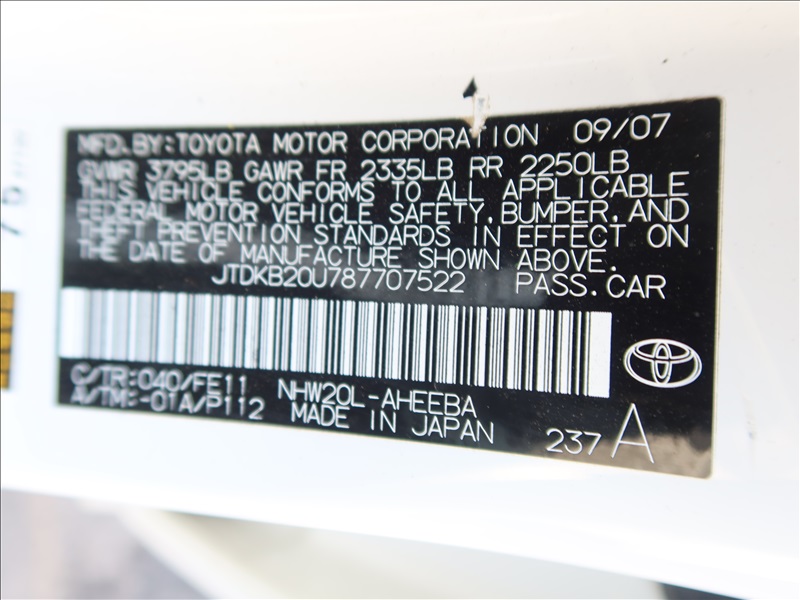 MFD.BY:TOYOTA MOTOR CORPORATION 09/07
GVWR 3795LB GAWR FR 2335LB RR 2250LB
THIS VEHICLE CONFORMS TO ALL APPLICABLE
FEDERAL MOTOR VEHICLE SAFETY,BUMPER,AND
THEFT PREVENTION STANDARDS IN EFFECT ON
THE DATE OF MANUFACTURE SHOWN ABOVE.
JTDKB20U787707522 PASS.CAR
C/TR:040/FE11 NHW20L-AHEEBA
A/TM:-01A/P112 MADE IN JAPAN
237 A